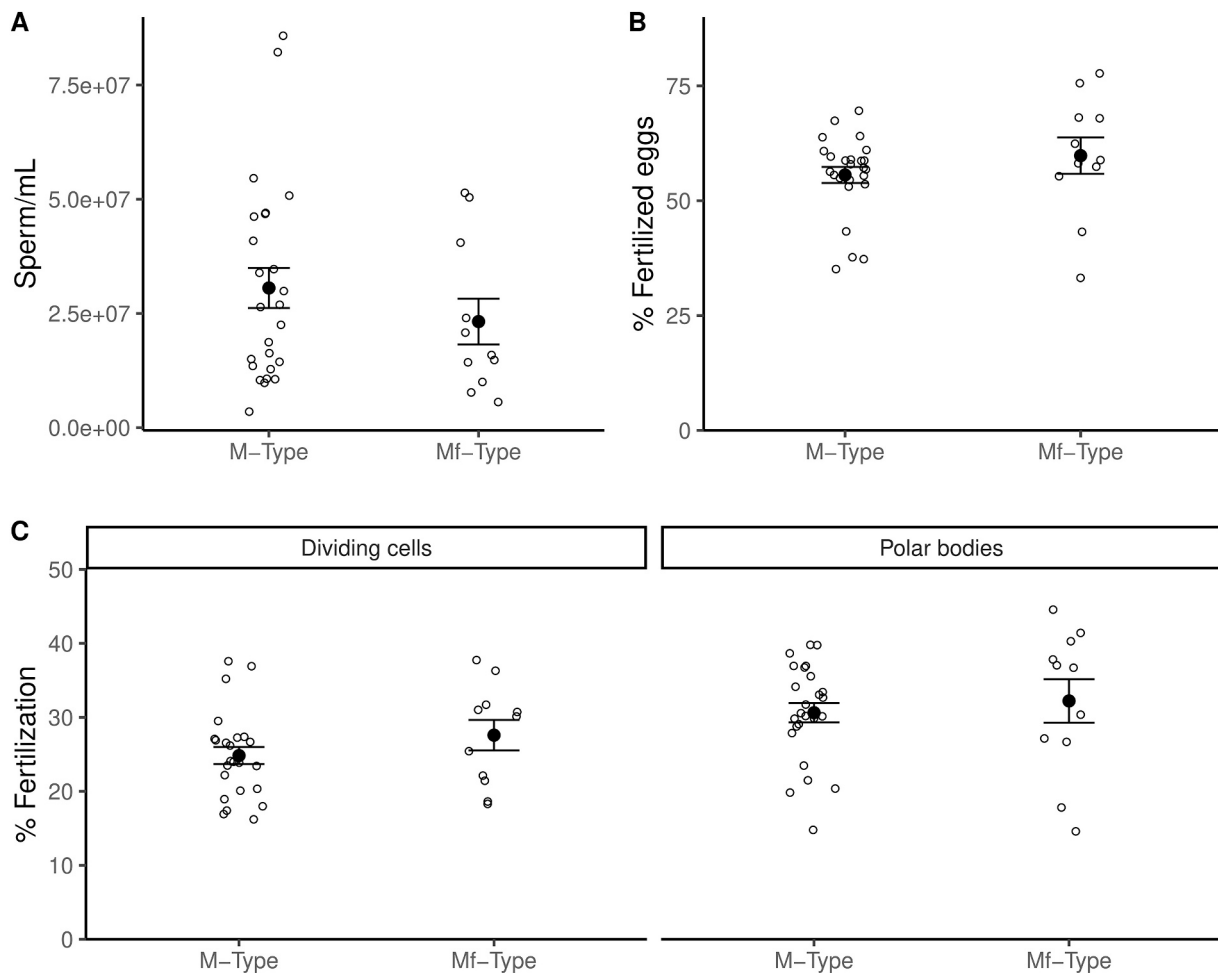 A
Sperm/mL
7.5e+07
5.0e+07
2.5e+07
0.0e+00
M−Type Mf−Type
B
% Fertilized eggs
75
50
25
0
M−Type Mf−Type
C
Dividing cells Polar bodies
% Fertilization
50
40
30
20
10
0
M−Type Mf−Type M−Type Mf−Type